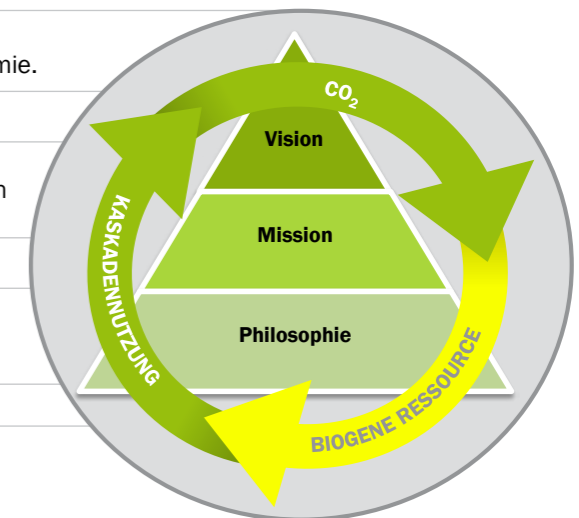 mie.
n
CO₂
Vision
Mission
Philosophie
KASKADENNUTZUNG
BIOGENE RESSOURCE